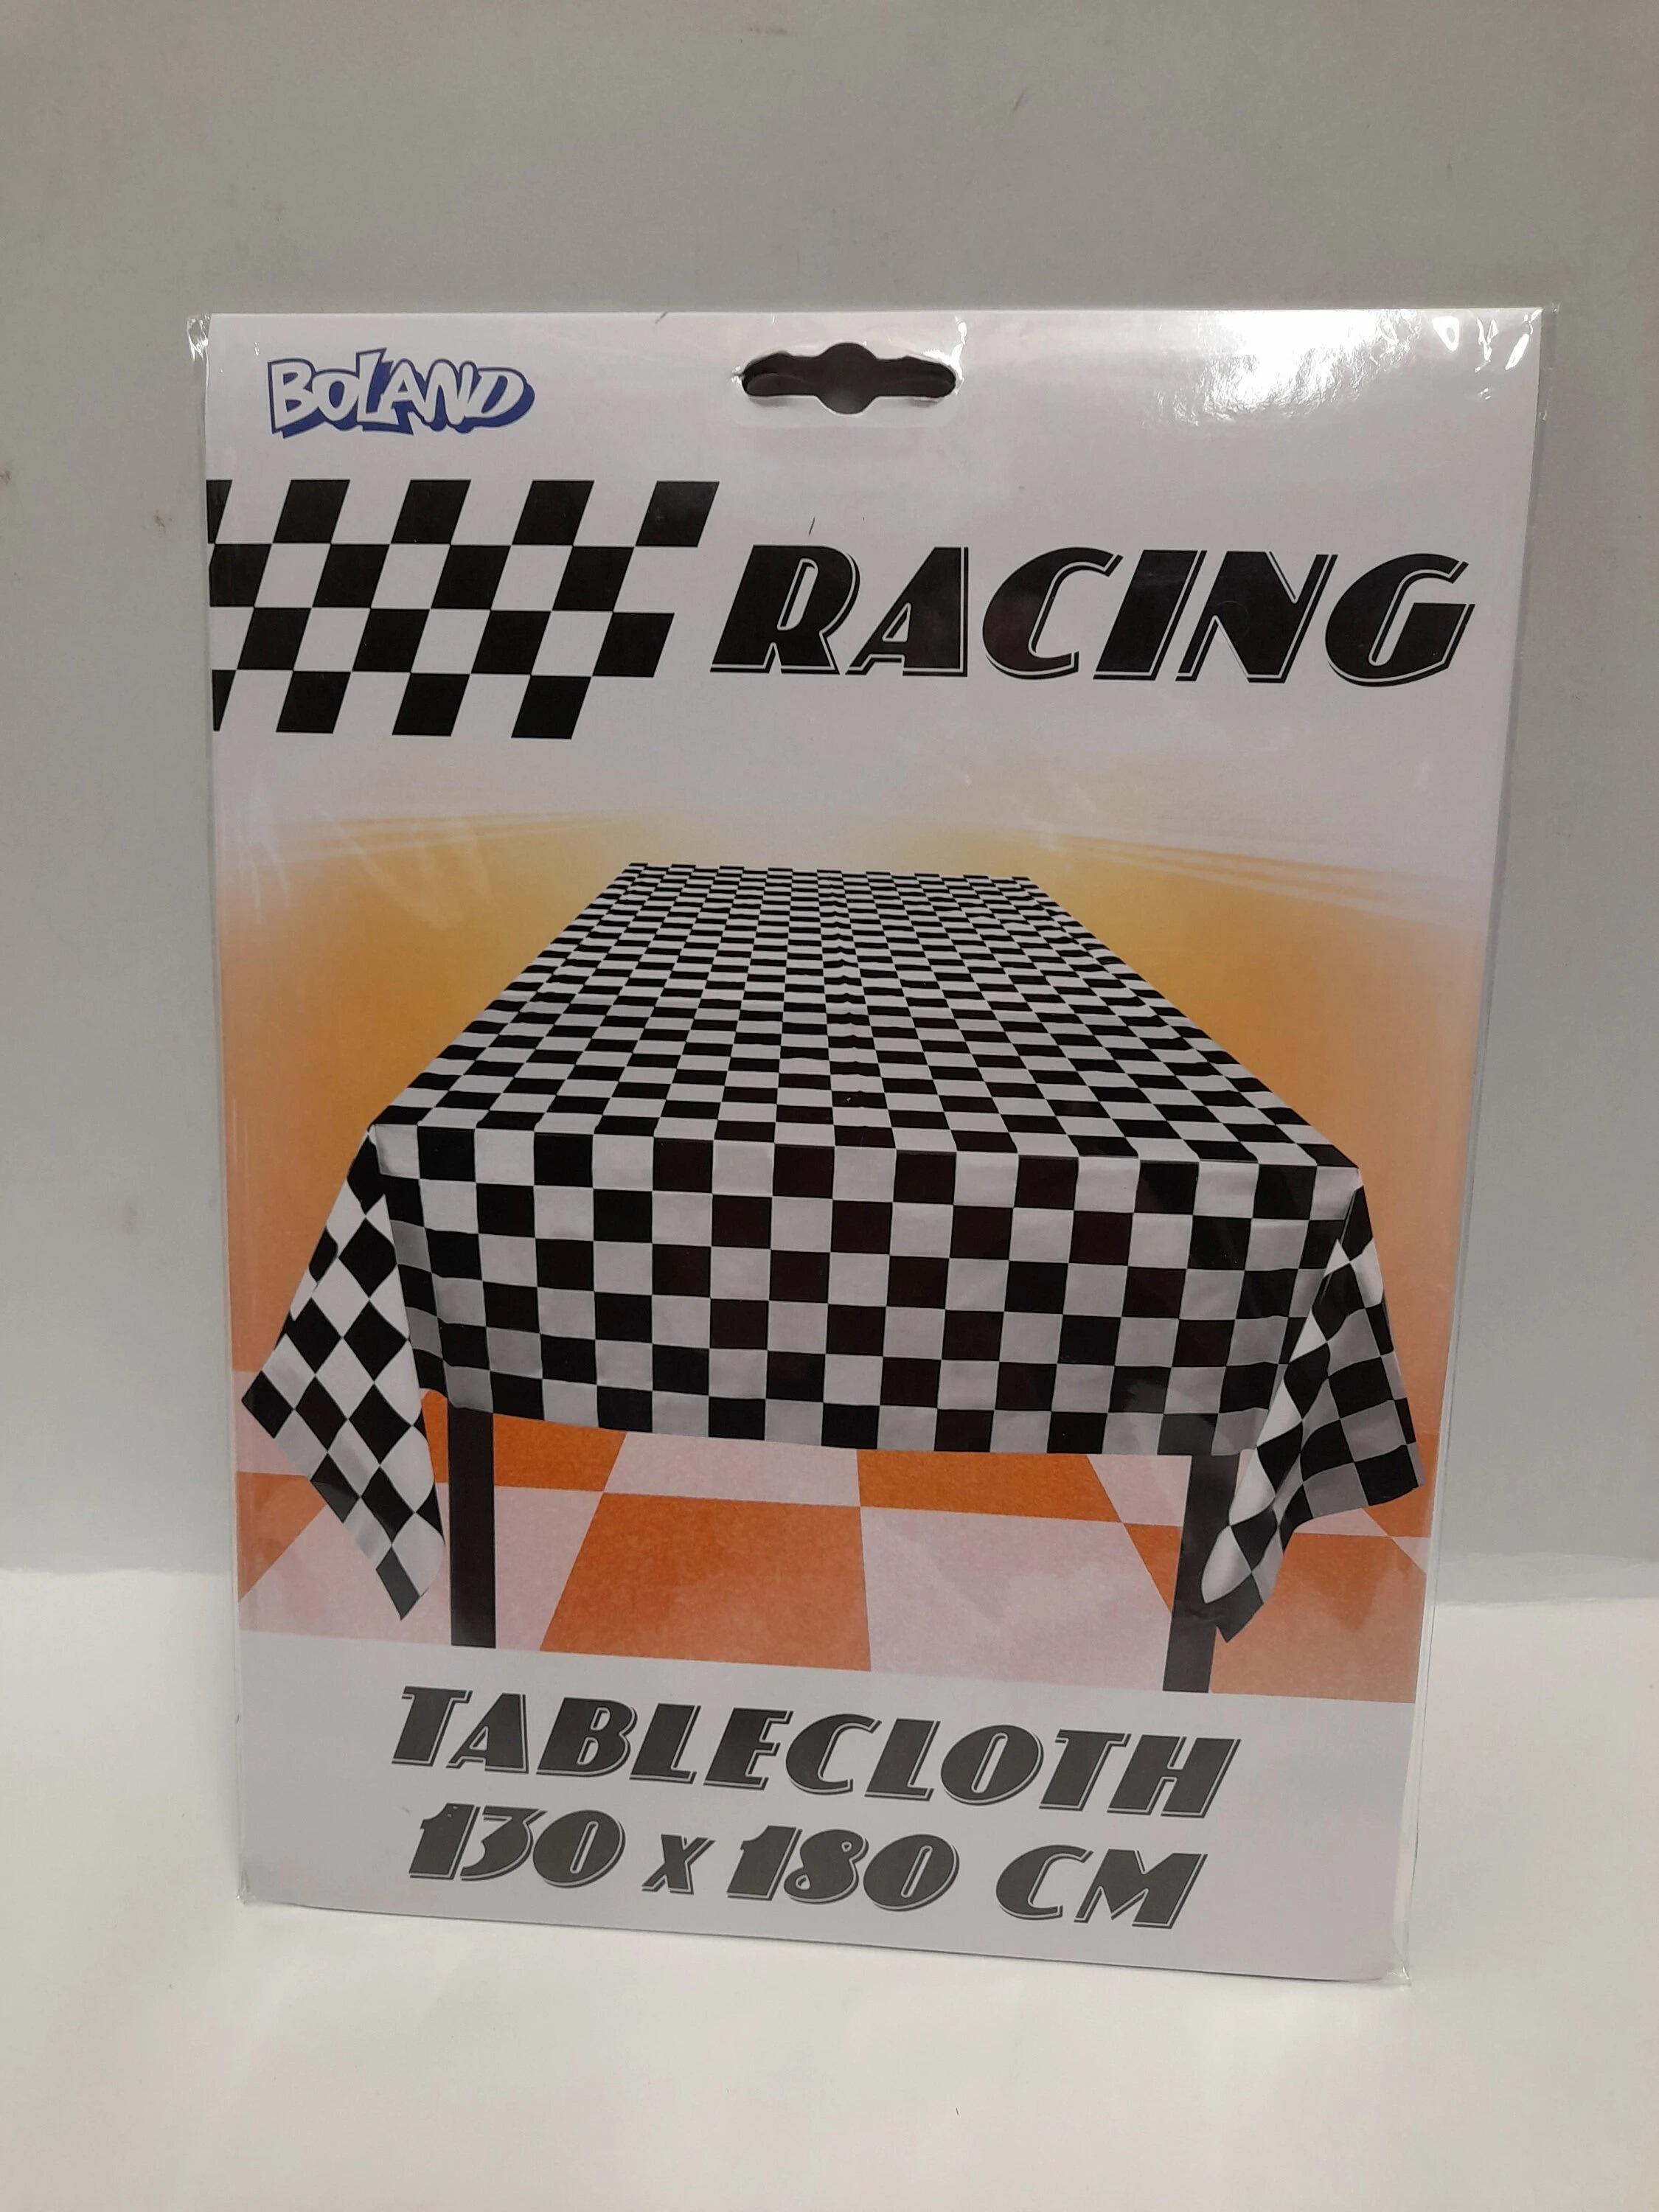 BOLAND
RACING
TABLECLOTH
130 x 180 CM